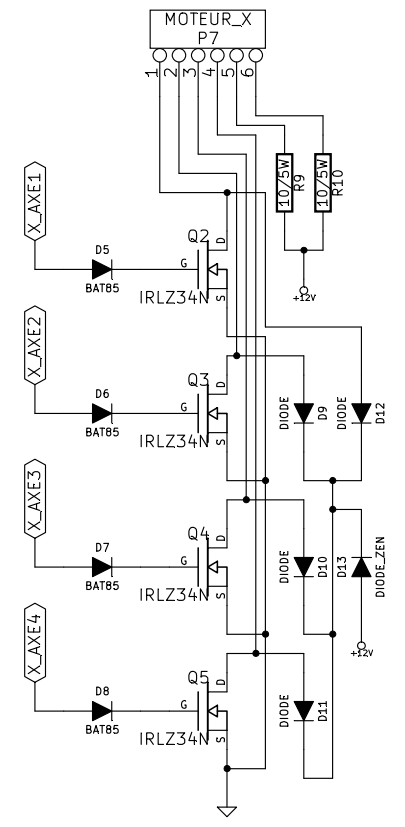 MOTEUR_X
P7
1 2 3 4 5 6
10/5W R9
10/5W R10
+12V
X_AXE1
D5
BAT85
Q2
G D S
IRLZ34N
X_AXE2
D6
BAT85
Q3
G D S
IRLZ34N
DIODE D9
DIODE D12
X_AXE3
D7
BAT85
Q4
G D S
IRLZ34N
DIODE D10
D13 DIODE_ZEN
+12V
X_AXE4
D8
BAT85
Q5
G D S
IRLZ34N
DIODE D11